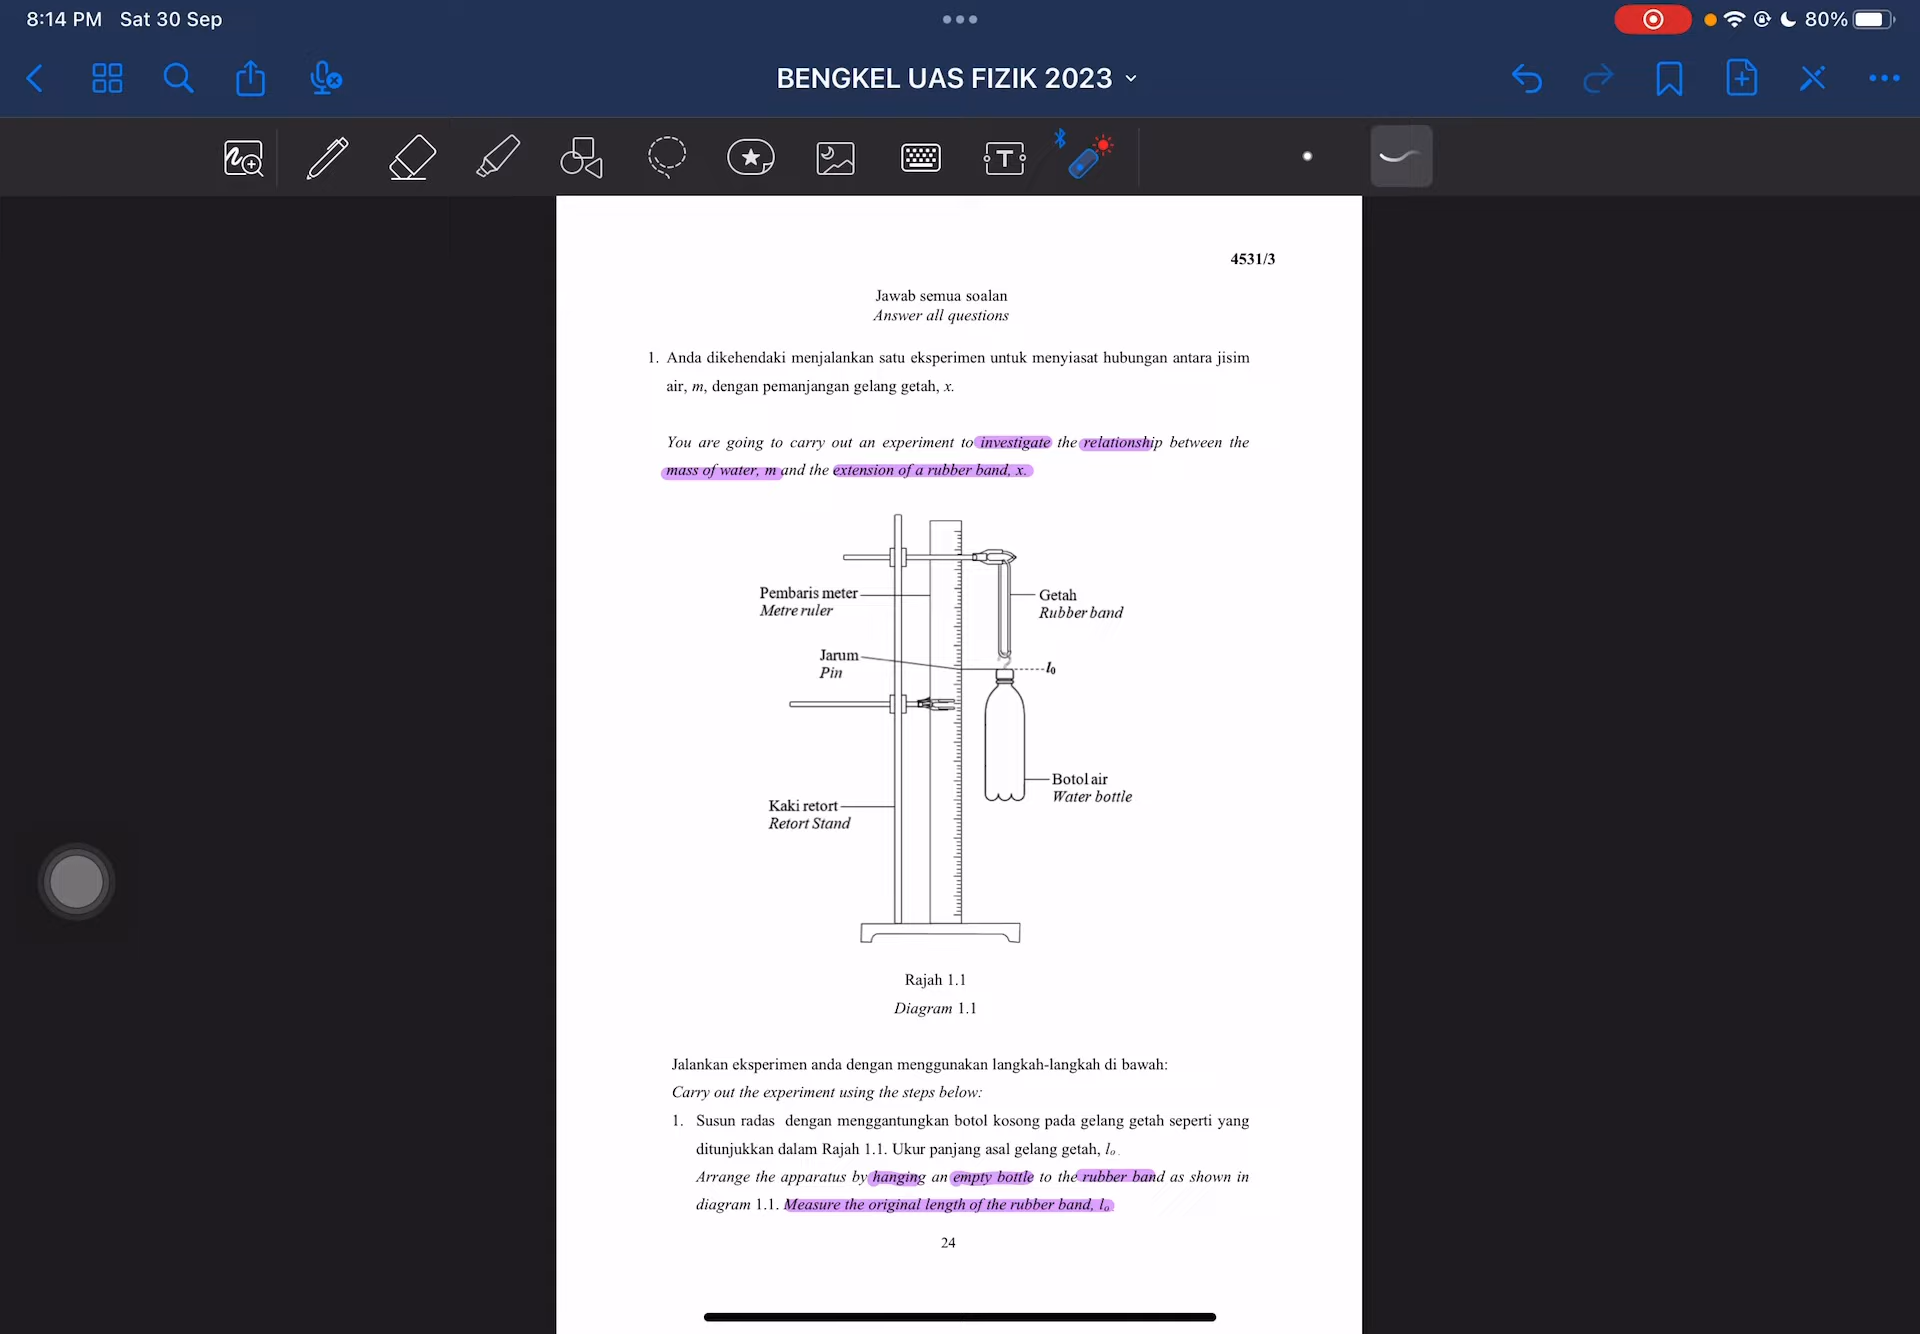 8:14 PM Sat 30 Sep
80%
BENGKEL UAS FIZIK 2023
T
4531/3
Jawab semua soalan
Answer all questions
1. Anda dikehendaki menjalankan satu eksperimen untuk menyiasat hubungan antara jisim
air, m, dengan pemanjangan gelang getah, x.
You are going to carry out an experiment to investigate the relationship between the
mass of water, m and the extension of a rubber band, x.
Pembaris meter
Metre ruler
Getah
Rubber band
Jarum
Pin
l₀
Botol air
Water bottle
Kaki retort
Retort Stand
Rajah 1.1
Diagram 1.1
Jalankan eksperimen anda dengan menggunakan langkah-langkah di bawah:
Carry out the experiment using the steps below:
1. Susun radas dengan menggantungkan botol kosong pada gelang getah seperti yang
ditunjukkan dalam Rajah 1.1. Ukur panjang asal gelang getah, lₒ.
Arrange the apparatus by hanging an empty bottle to the rubber band as shown in
diagram 1.1. Measure the original length of the rubber band, lₒ
24